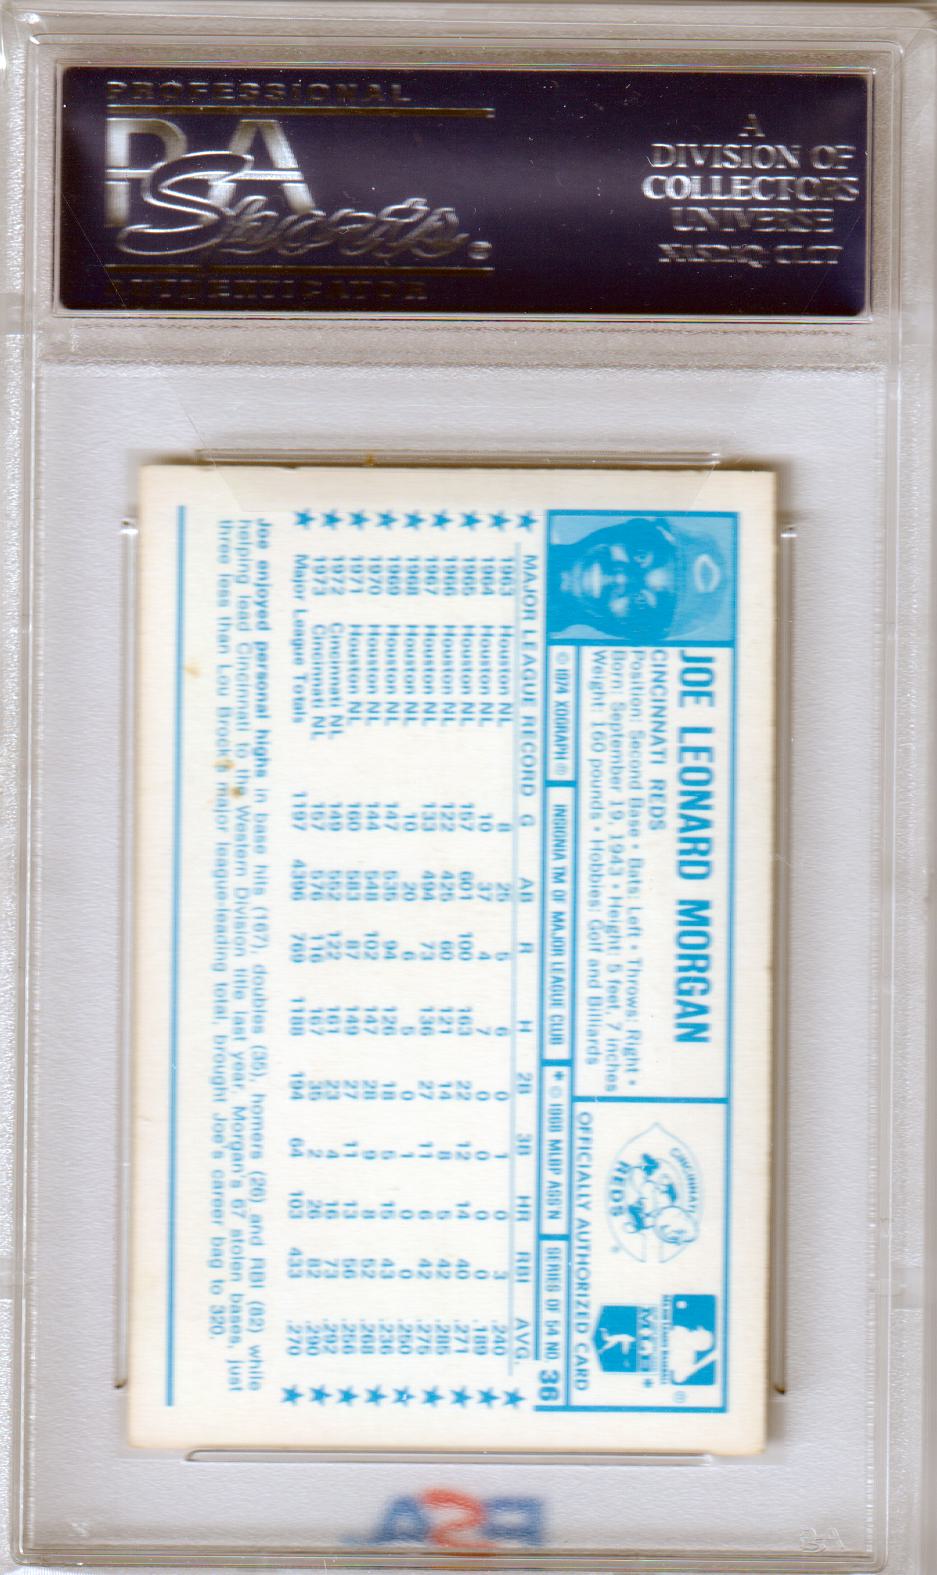 PROFESSIONAL
PSA
Sports
AUTHENTICATOR
A
DIVISION OF
COLLECTORS
UNIVERSE
NASDAQ: CLCT
JOE LEONARD MORGAN
CINCINNATI REDS
Position: Second Base • Bats: Left • Throws: Right •
Born: September 19, 1943 • Height: 5 feet, 7 inches
Weight: 160 pounds • Hobbies: Golf and Billiards
CINCINNATI
REDS
MLBP
OFFICIALLY AUTHORIZED CARD
© 1974 XOGRAPH® INSIGNIA TM OF MAJOR LEAGUE CLUB ★ © 1969 MLBP ASS'N SERIES OF 54 NO. 36
MAJOR LEAGUE RECORD G AB R H 2B 3B HR RBI AVG.
1963 Houston NL 8 25 5 6 0 1 0 3 .240
1964 Houston NL 10 37 4 7 0 0 0 0 .189
1965 Houston NL 157 601 100 163 22 12 14 40 .271
1966 Houston NL 122 425 60 121 14 8 5 42 .285
1967 Houston NL 133 494 73 136 27 11 6 42 .275
1968 Houston NL 10 20 6 5 0 1 0 0 .250
1969 Houston NL 147 535 94 126 18 5 15 43 .236
1970 Houston NL 144 548 102 147 28 9 8 52 .268
1971 Houston NL 160 583 87 149 27 11 13 56 .256
1972 Cincinnati NL 149 552 122 161 23 4 16 73 .292
1973 Cincinnati NL 157 576 116 167 35 2 26 82 .290
Major League Totals 1197 4396 769 1188 194 64 103 433 .270
Joe enjoyed personal highs in base hits (167), doubles (35), homers (26) and RBI (82) while
helping lead Cincinnati to the Western Division title last year. Morgan's 67 stolen bases, just
three less than Lou Brock's major league-leading total, brought Joe's career bag to 320.
PSA